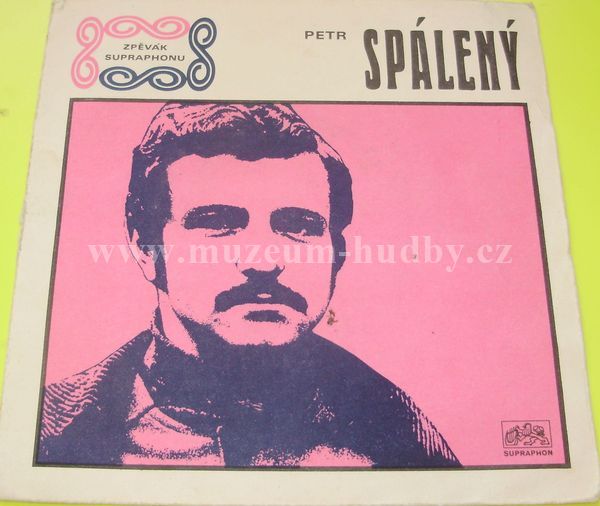 ZPĚVÁK
SUPRAPHONU
PETR SPÁLENÝ
www.muzeum-hudby.cz
SUPRAPHON